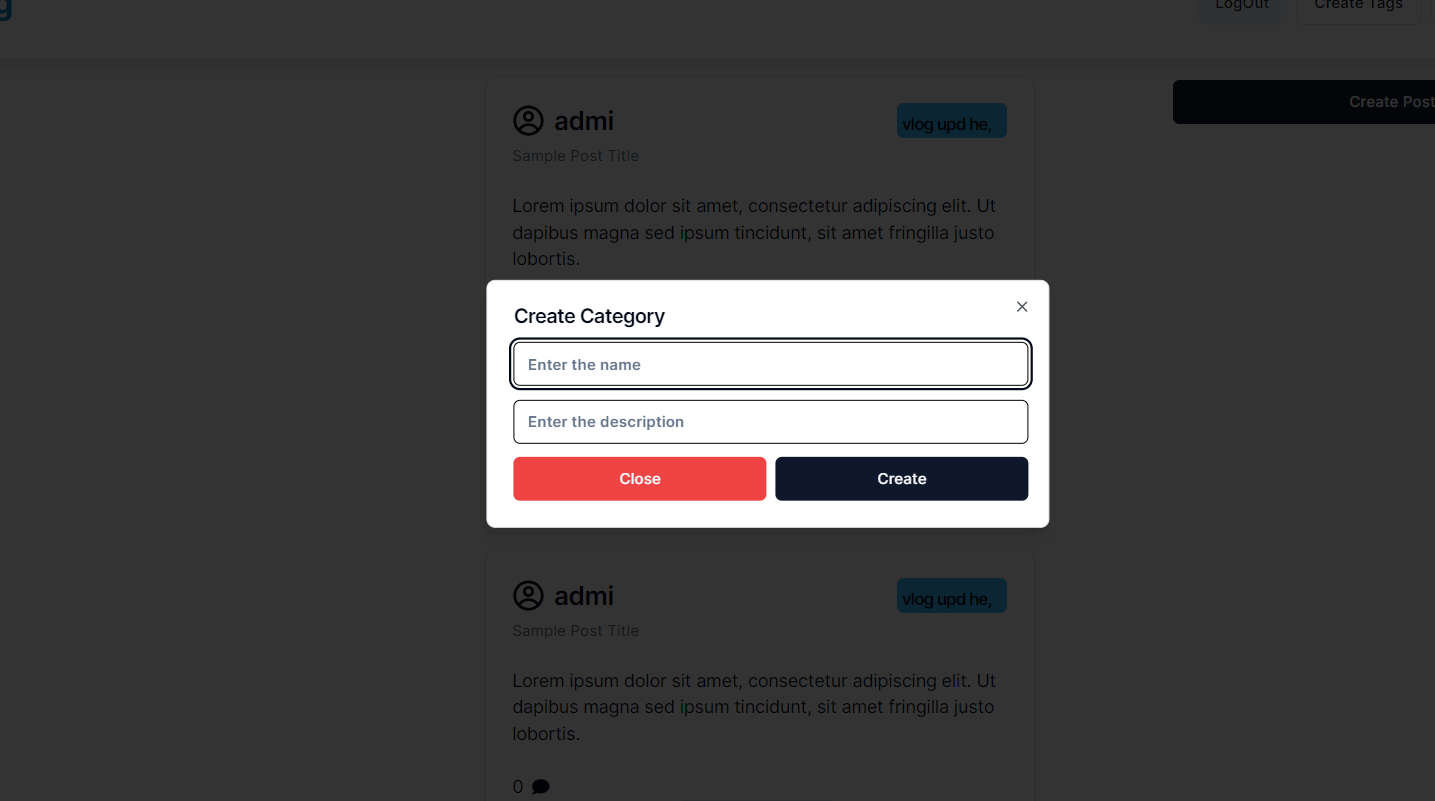 g
LogOut
Create Tags
Create Post
admi
vlog upd he,
Sample Post Title
Lorem ipsum dolor sit amet, consectetur adipiscing elit. Ut
dapibus magna sed ipsum tincidunt, sit amet fringilla justo
lobortis.
Create Category
Enter the name
Enter the description
Close
Create
admi
vlog upd he,
Sample Post Title
Lorem ipsum dolor sit amet, consectetur adipiscing elit. Ut
dapibus magna sed ipsum tincidunt, sit amet fringilla justo
lobortis.
0